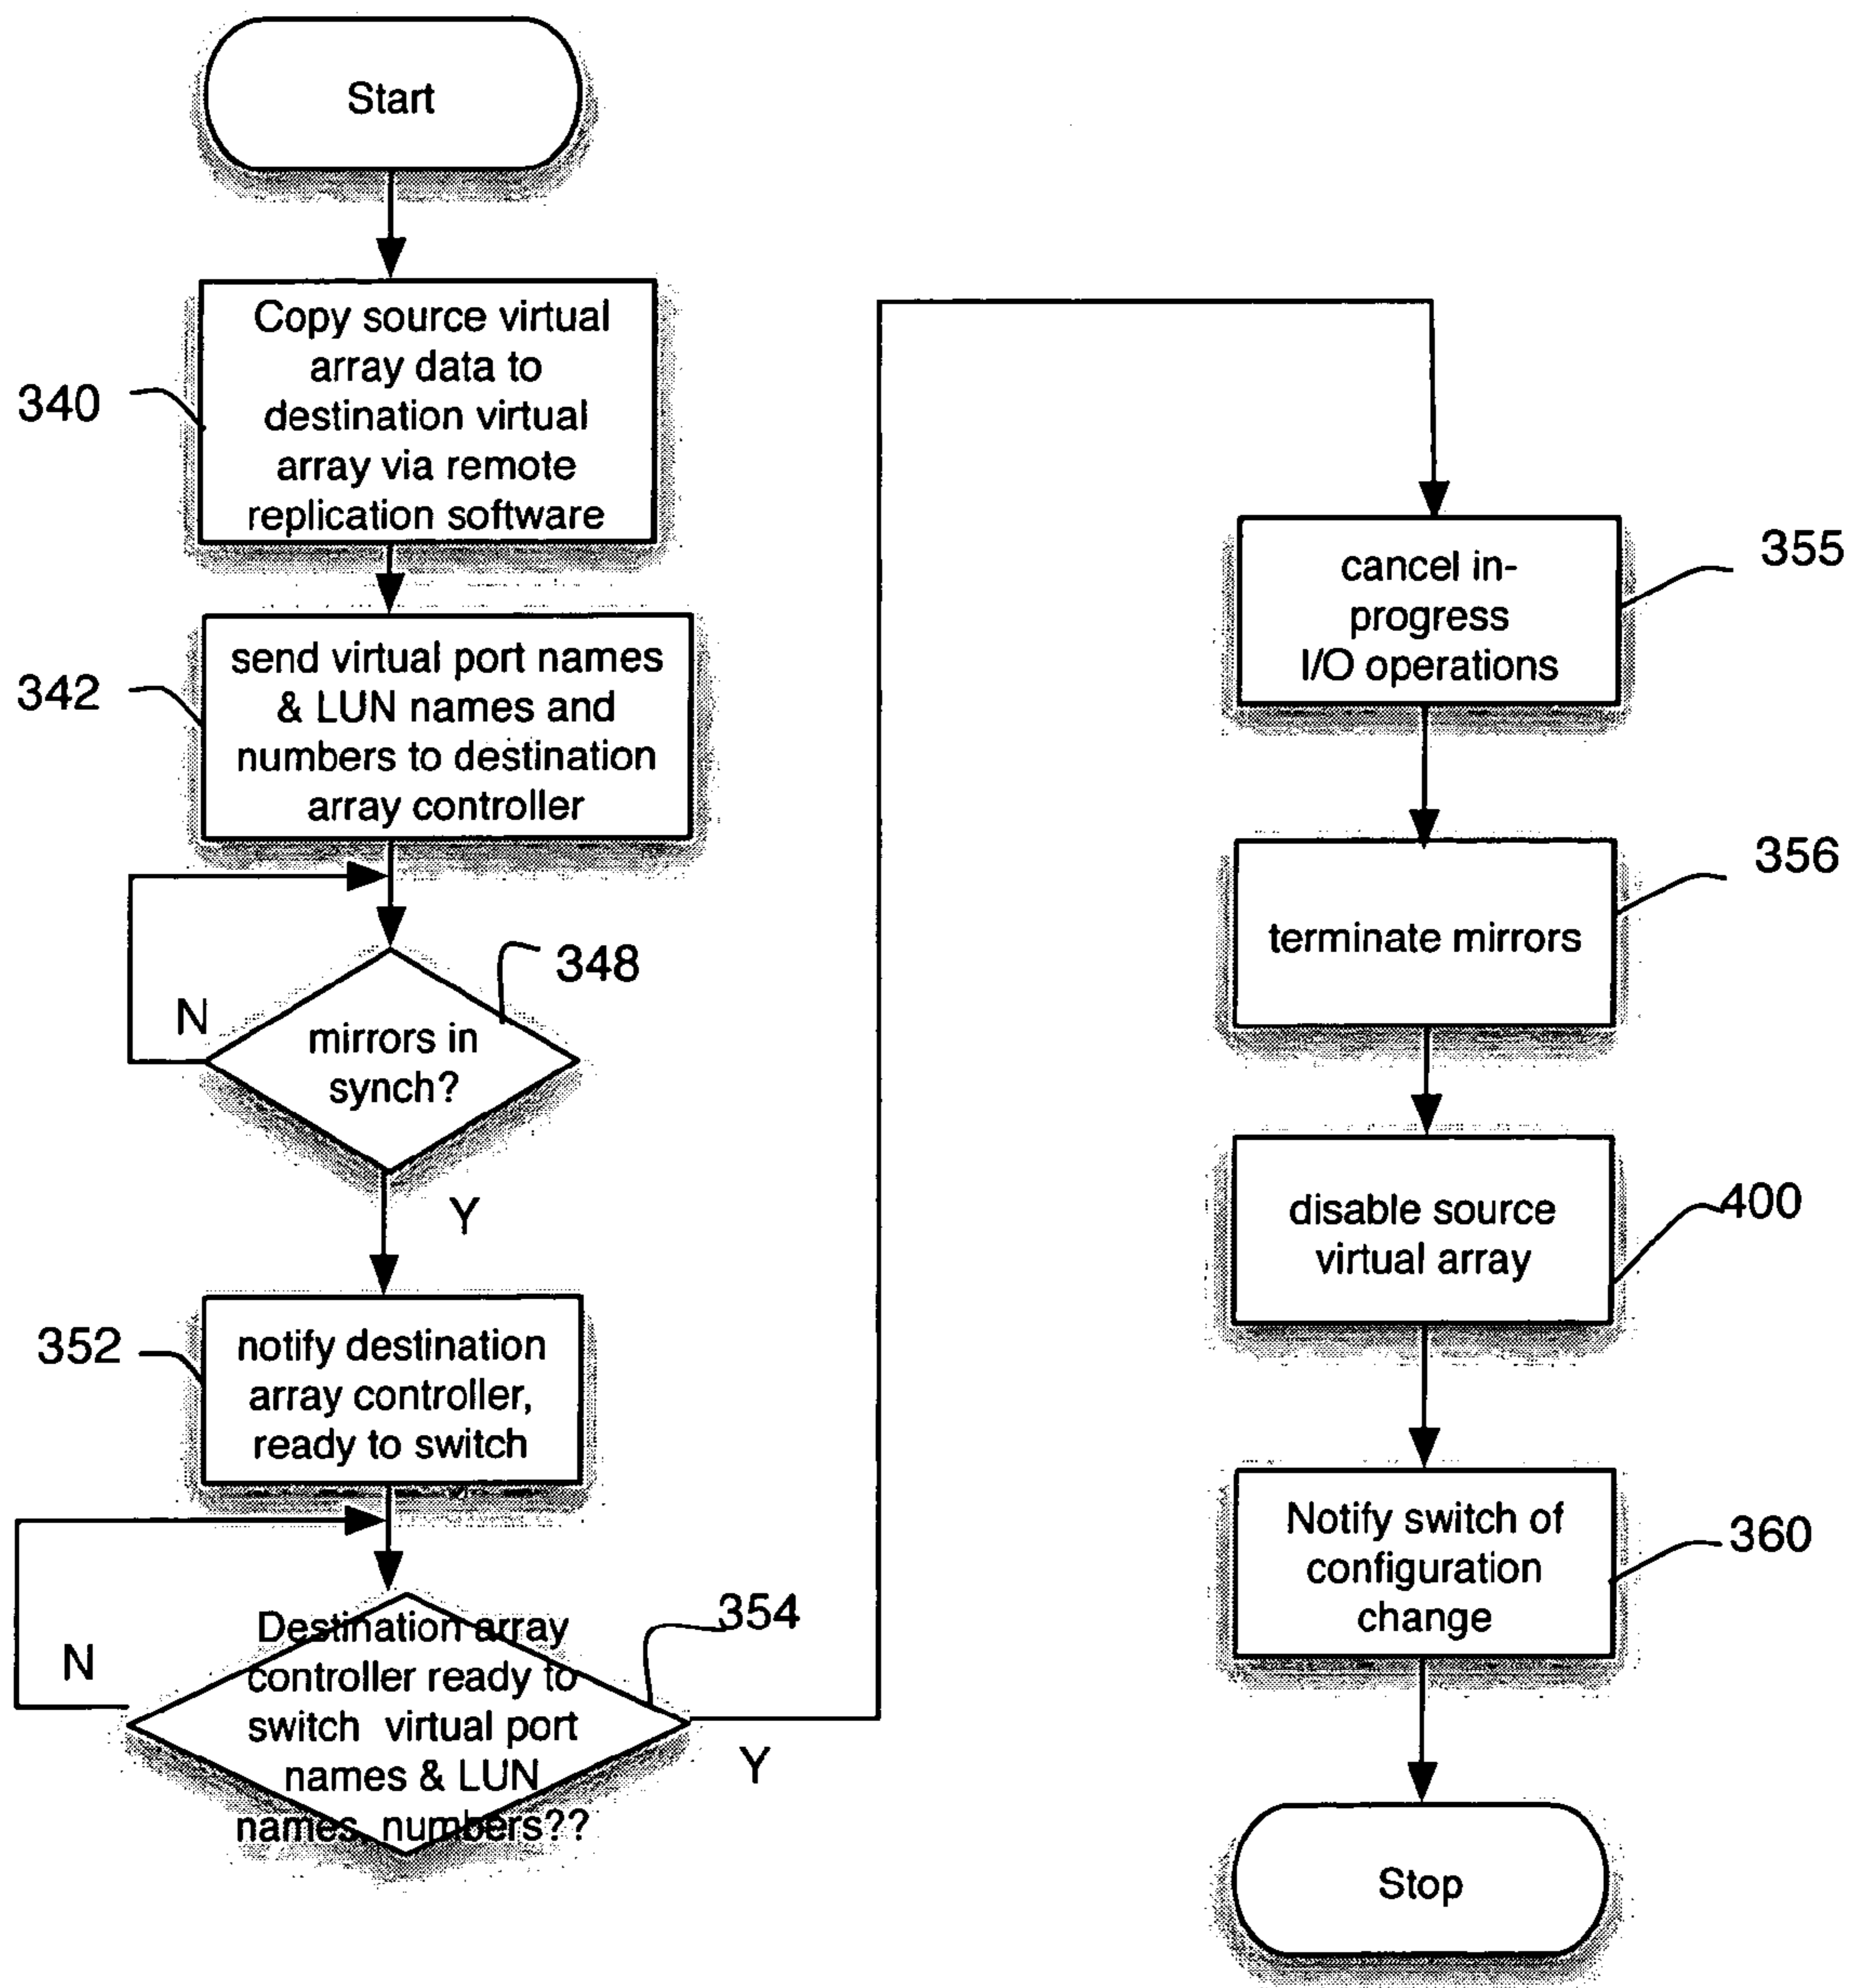 Start
340
Copy source virtual
array data to
destination virtual
array via remote
replication software
342
send virtual port names
& LUN names and
numbers to destination
array controller
348
N
mirrors in
synch?
Y
352
notify destination
array controller,
ready to switch
354
N
Destination array
controller ready to
switch virtual port
names & LUN
names, numbers??
Y
355
cancel in-
progress
I/O operations
356
terminate mirrors
400
disable source
virtual array
360
Notify switch of
configuration
change
Stop